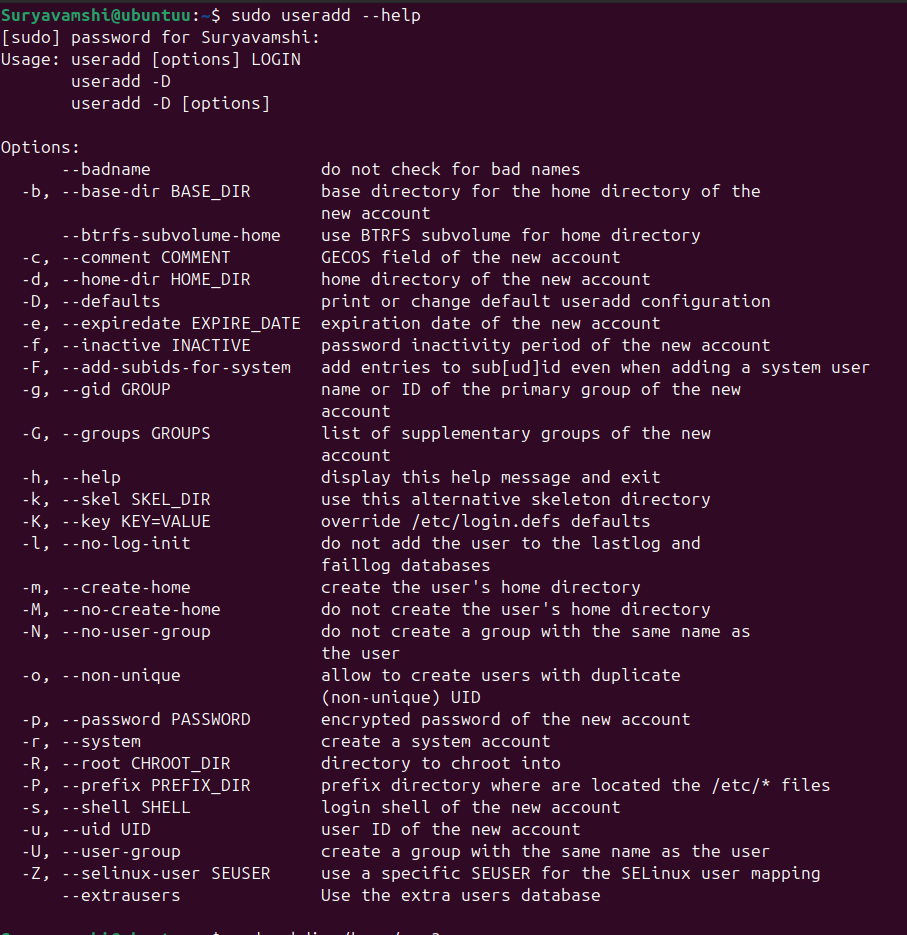 Suryavamshi@ubuntuu:~$ sudo useradd --help
[sudo] password for Suryavamshi:
Usage: useradd [options] LOGIN
       useradd -D
       useradd -D [options]

Options:
      --badname                 do not check for bad names
  -b, --base-dir BASE_DIR       base directory for the home directory of the
                                new account
      --btrfs-subvolume-home    use BTRFS subvolume for home directory
  -c, --comment COMMENT         GECOS field of the new account
  -d, --home-dir HOME_DIR       home directory of the new account
  -D, --defaults                print or change default useradd configuration
  -e, --expiredate EXPIRE_DATE  expiration date of the new account
  -f, --inactive INACTIVE       password inactivity period of the new account
  -F, --add-subids-for-system   add entries to sub[ud]id even when adding a system user
  -g, --gid GROUP               name or ID of the primary group of the new
                                account
  -G, --groups GROUPS           list of supplementary groups of the new
                                account
  -h, --help                    display this help message and exit
  -k, --skel SKEL_DIR           use this alternative skeleton directory
  -K, --key KEY=VALUE           override /etc/login.defs defaults
  -l, --no-log-init             do not add the user to the lastlog and
                                faillog databases
  -m, --create-home             create the user's home directory
  -M, --no-create-home          do not create the user's home directory
  -N, --no-user-group           do not create a group with the same name as
                                the user
  -o, --non-unique              allow to create users with duplicate
                                (non-unique) UID
  -p, --password PASSWORD       encrypted password of the new account
  -r, --system                  create a system account
  -R, --root CHROOT_DIR         directory to chroot into
  -P, --prefix PREFIX_DIR       prefix directory where are located the /etc/* files
  -s, --shell SHELL             login shell of the new account
  -u, --uid UID                 user ID of the new account
  -U, --user-group              create a group with the same name as the user
  -Z, --selinux-user SEUSER     use a specific SEUSER for the SELinux user mapping
      --extrausers              Use the extra users database